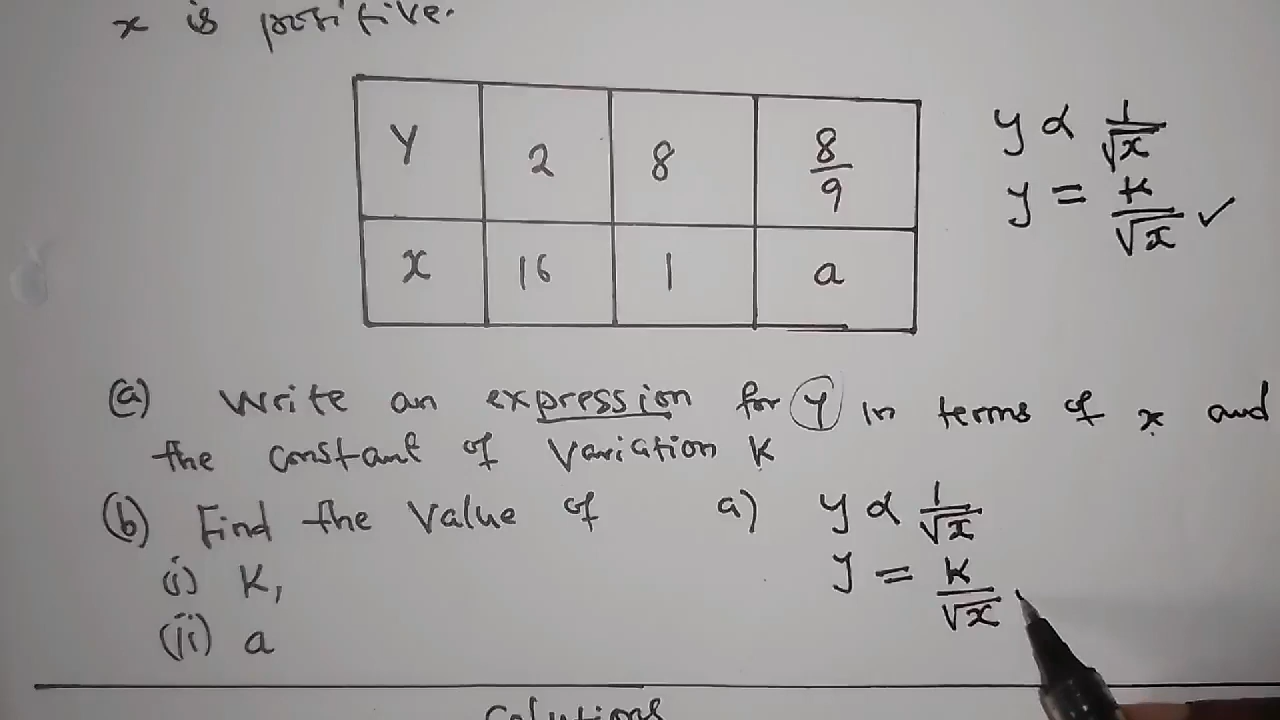 x is positive.
Y 2 8 8/9
x 16 1 a
y ∝ 1/√x
y = K/√x ✓
(a) Write an expression for y in terms of x and
the constant of Variation K
(b) Find the Value of
(i) K,
(ii) a
a) y ∝ 1/√x
y = K/√x
Solutions